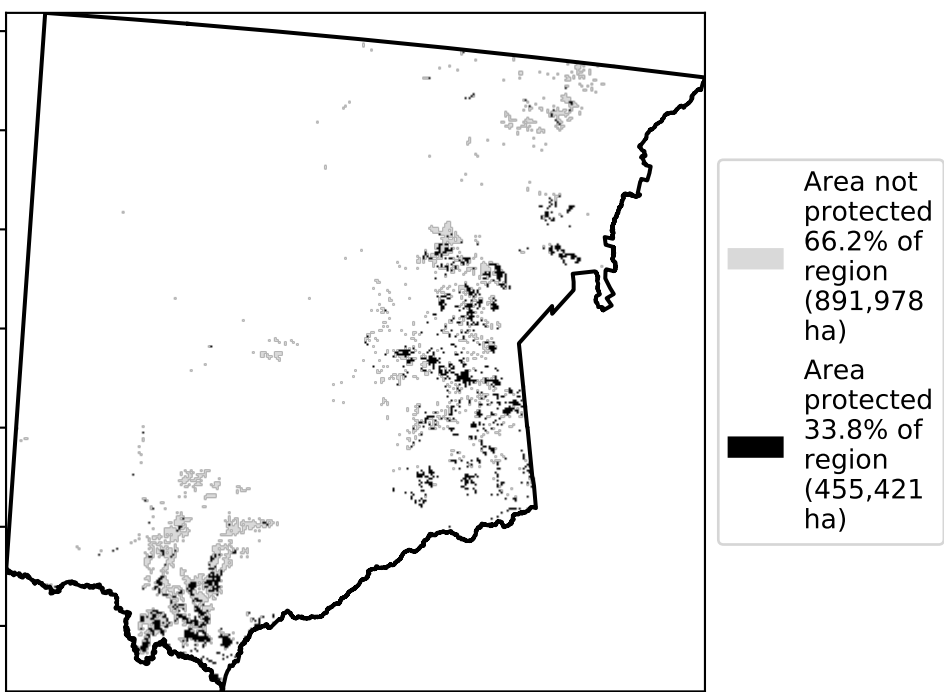 Area not
protected
66.2% of
region
(891,978
ha)
Area
protected
33.8% of
region
(455,421
ha)